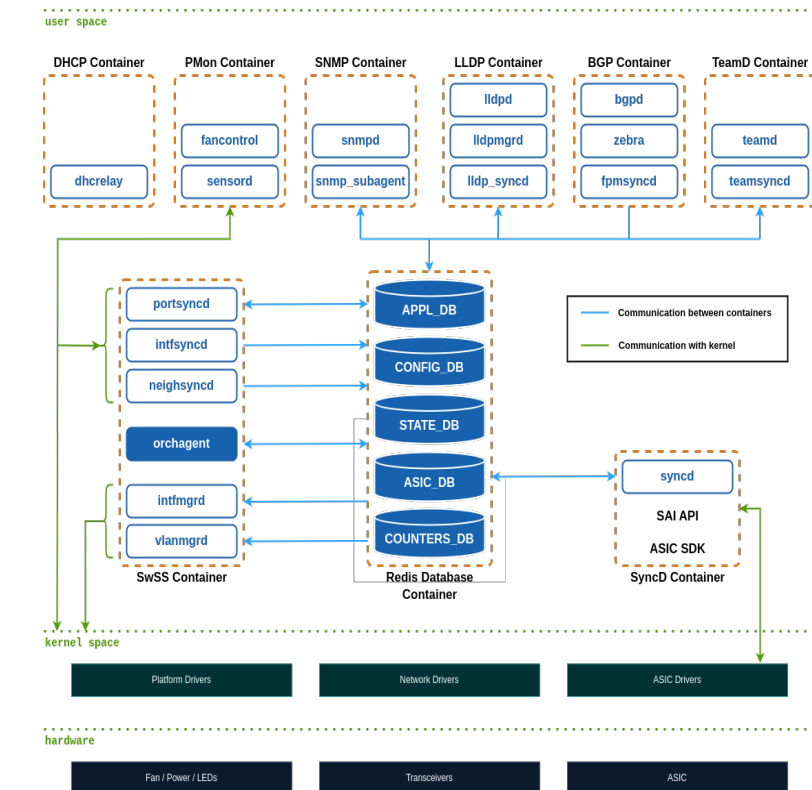 user space
DHCP Container
PMon Container
SNMP Container
LLDP Container
BGP Container
TeamD Container
lldpd
bgpd
fancontrol
snmpd
lldpmgrd
zebra
teamd
dhcrelay
sensord
snmp_subagent
lldp_syncd
fpmsyncd
teamsyncd
portsyncd
intfsyncd
neighsyncd
orchagent
intfmgrd
vlanmgrd
SwSS Container
APPL_DB
CONFIG_DB
STATE_DB
ASIC_DB
COUNTERS_DB
Redis Database
Container
Communication between containers
Communication with kernel
syncd
SAI API
ASIC SDK
SyncD Container
kernel space
Platform Drivers
Network Drivers
ASIC Drivers
hardware
Fan / Power / LEDs
Transceivers
ASIC